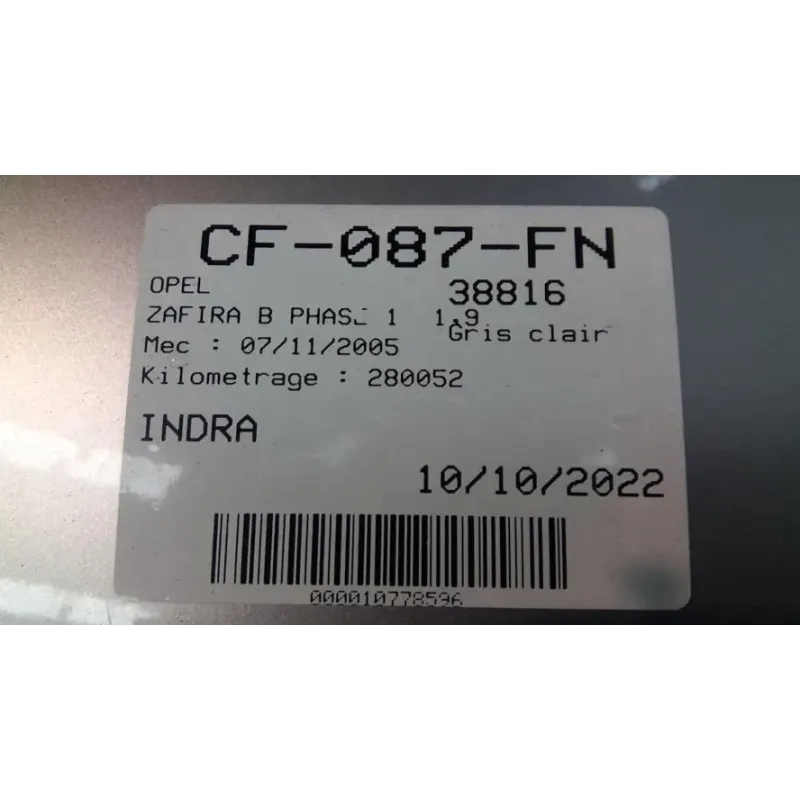 CF-087-FN
OPEL 38816
ZAFIRA B PHASE 1 1.9
Gris clair
Mec : 07/11/2005
Kilometrage : 280052
INDRA
10/10/2022
000010778596